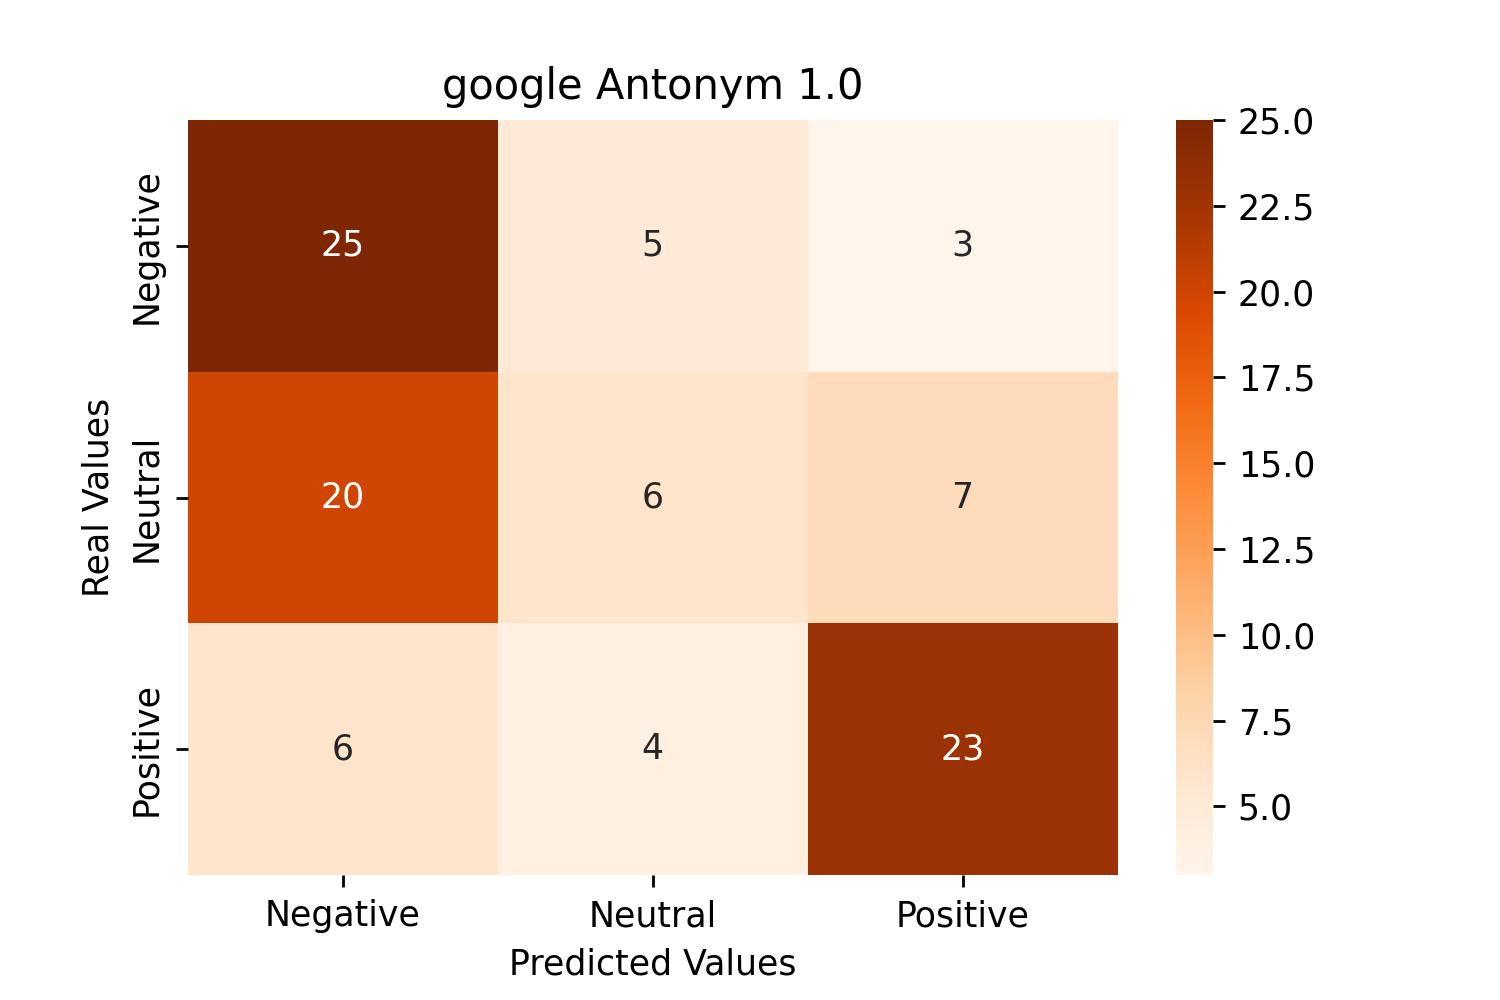 google Antonym 1.0
Real Values
Negative
Neutral
Positive
25 5 3
20 6 7
6 4 23
Negative Neutral Positive
Predicted Values
25.0
22.5
20.0
17.5
15.0
12.5
10.0
7.5
5.0